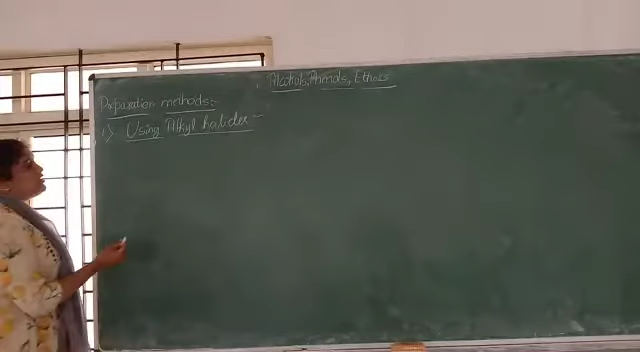 Alcohols, Phenols, Ethers
Preparation methods:-
1) Using Alkyl halides -